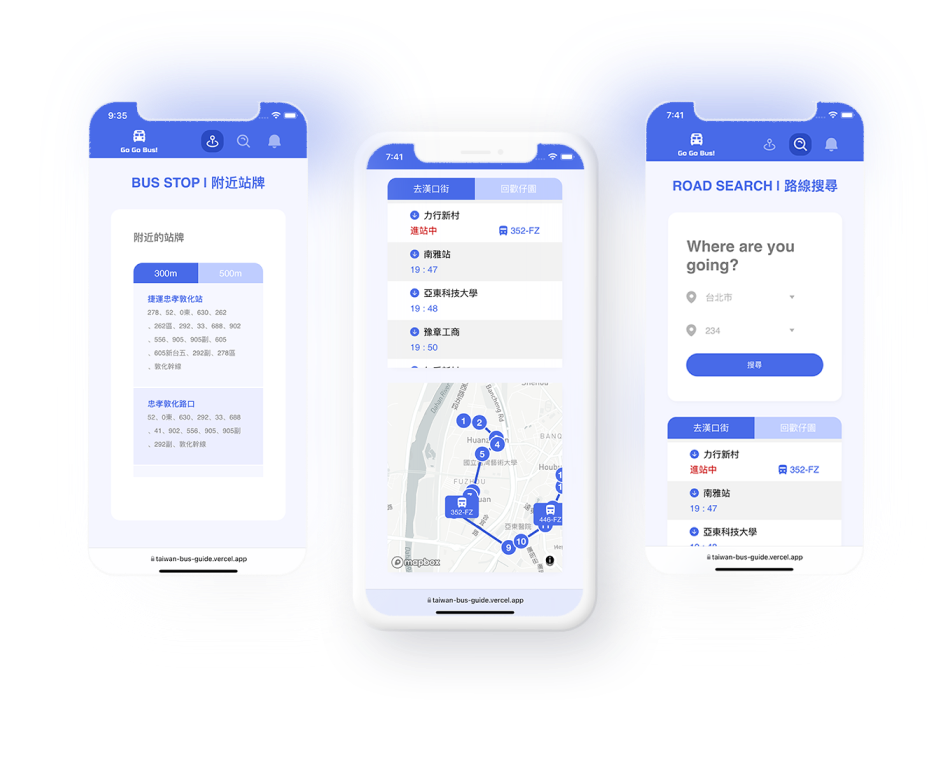 9:35
Go Go Bus!
BUS STOP | 附近站牌
附近的站牌
300m
500m
捷運忠孝敦化站
278、52、0東、630、262
、262區、292、33、688、902
、556、905、905副、605
、605新台五、292副、278區
、敦化幹線
忠孝敦化路口
52、0東、630、292、33、688
、41、902、556、905、905副
、292副、敦化幹線
taiwan-bus-guide.vercel.app
7:41
去漢口街
回歡仔園
力行新村
進站中
352-FZ
南雅站
19 : 47
亞東科技大學
19 : 48
豫章工商
19 : 50
Bancheng Rd
1
2
4
5
國立台灣藝術大學
FUZHOU
352-FZ
446-FZ
亞東醫院
9
10
mapbox
taiwan-bus-guide.vercel.app
7:41
Go Go Bus!
ROAD SEARCH | 路線搜尋
Where are you
going?
台北市
234
搜尋
去漢口街
回歡仔園
力行新村
進站中
352-FZ
南雅站
19 : 47
亞東科技大學
taiwan-bus-guide.vercel.app